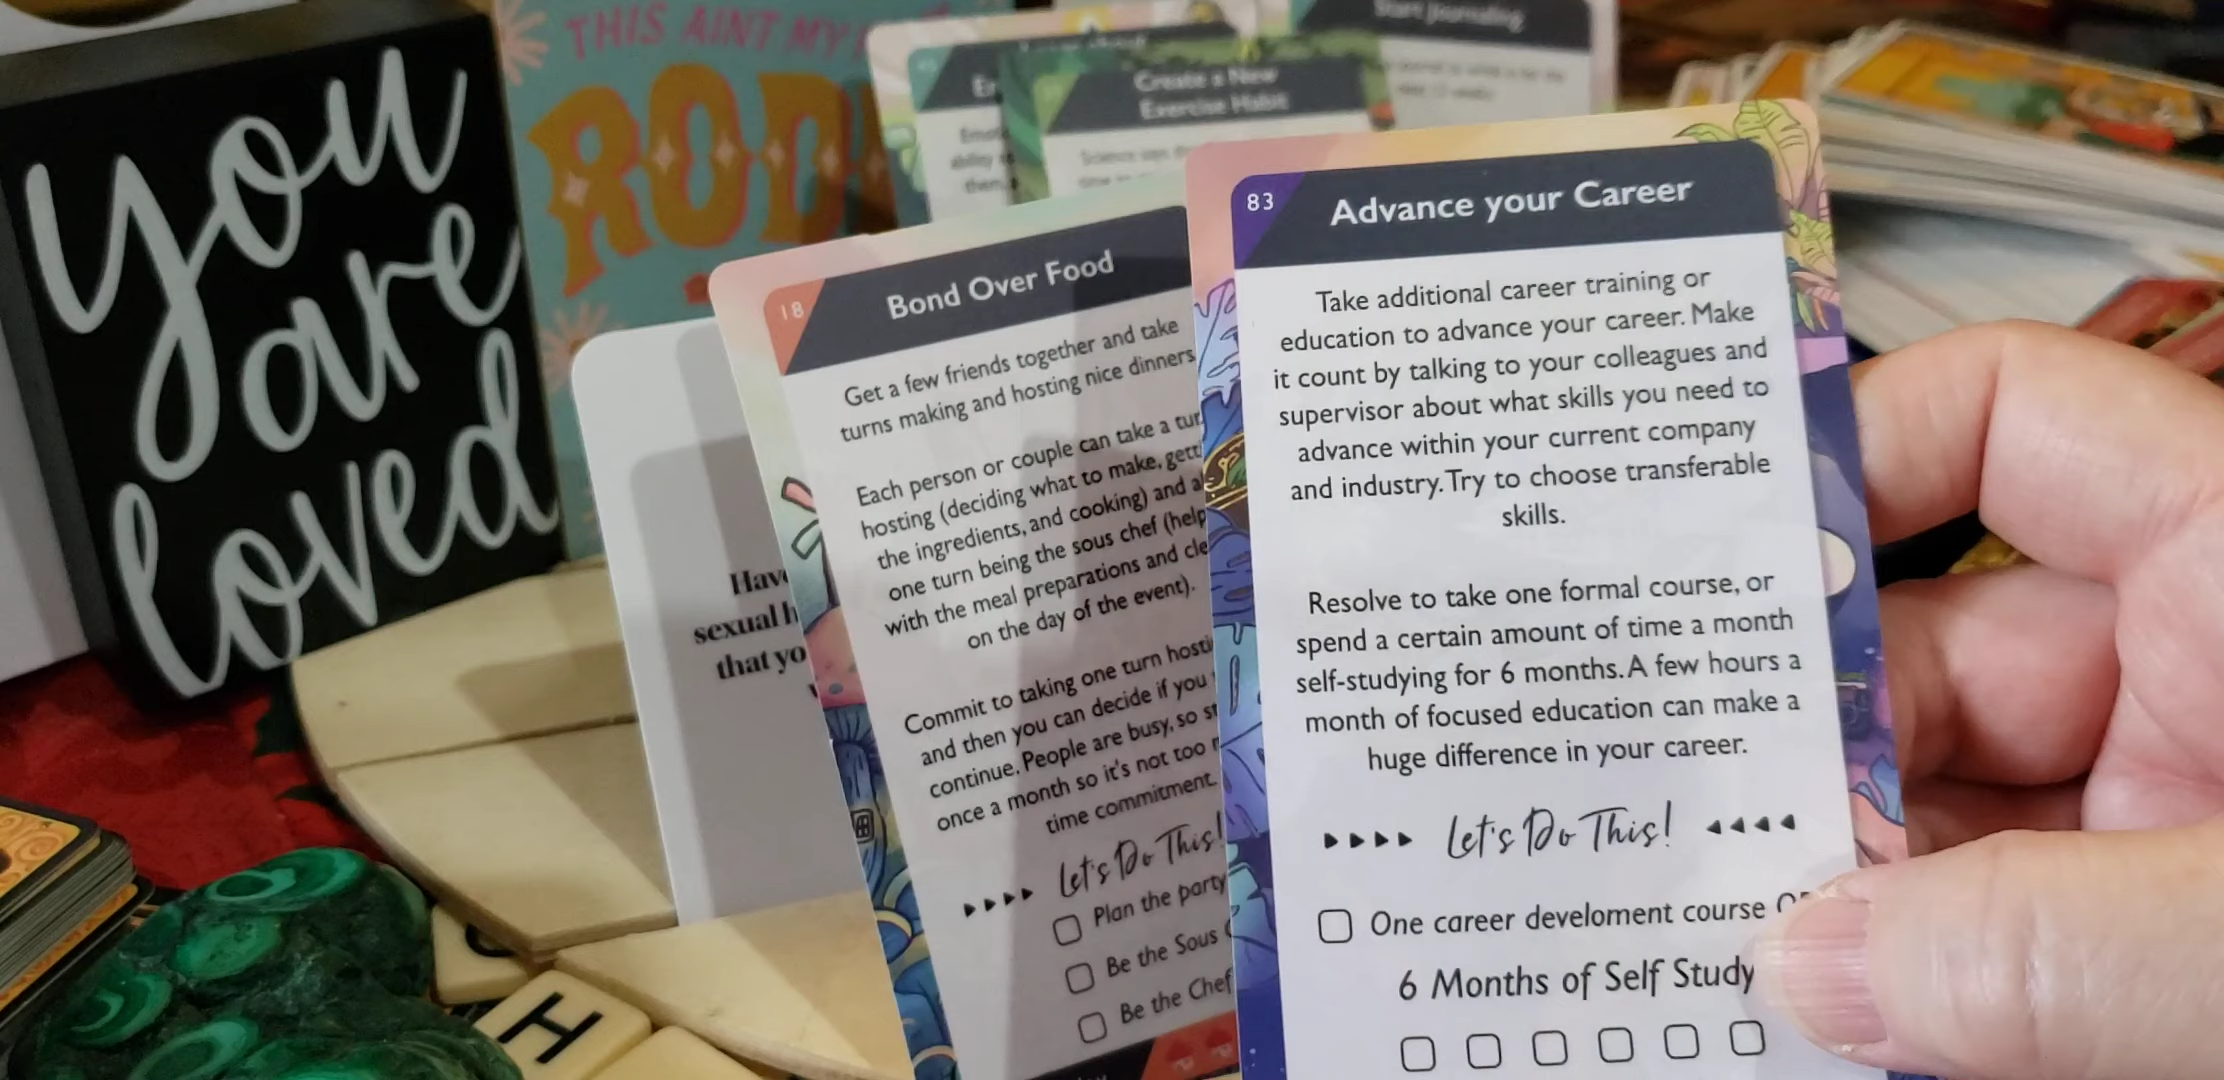 you
are
loved
THIS AINT MY
Start Journaling
Create a New
Exercise Habit
Science says
Have
sexual
that yo
18
Bond Over Food
Get a few friends together and take
turns making and hosting nice dinners
Each person or couple can take a
hosting (deciding what to make,
the ingredients, and cooking) and
one turn being the sous chef (help
with the meal preparations and
on the day of the event).
Commit to taking one turn
and then you can decide if you
continue. People are busy, so
once a month so it's not too
time commitment.
Let's Do This!
Plan the party
Be the Sous
Be the Chef
83
Advance your Career
Take additional career training or
education to advance your career. Make
it count by talking to your colleagues and
supervisor about what skills you need to
advance within your current company
and industry. Try to choose transferable
skills.
Resolve to take one formal course, or
spend a certain amount of time a month
self-studying for 6 months. A few hours a
month of focused education can make a
huge difference in your career.
Let's Do This!
One career develoment course
6 Months of Self Study
H